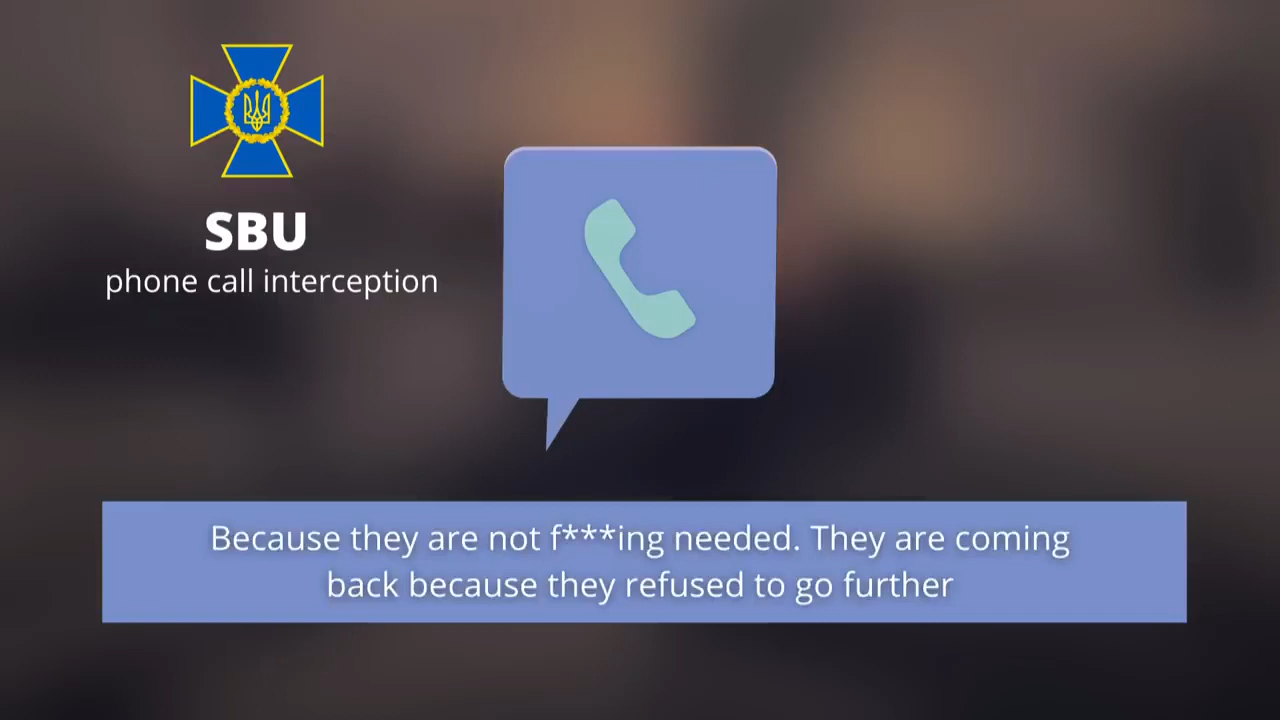 SBU
phone call interception
Because they are not f***ing needed. They are coming
back because they refused to go further